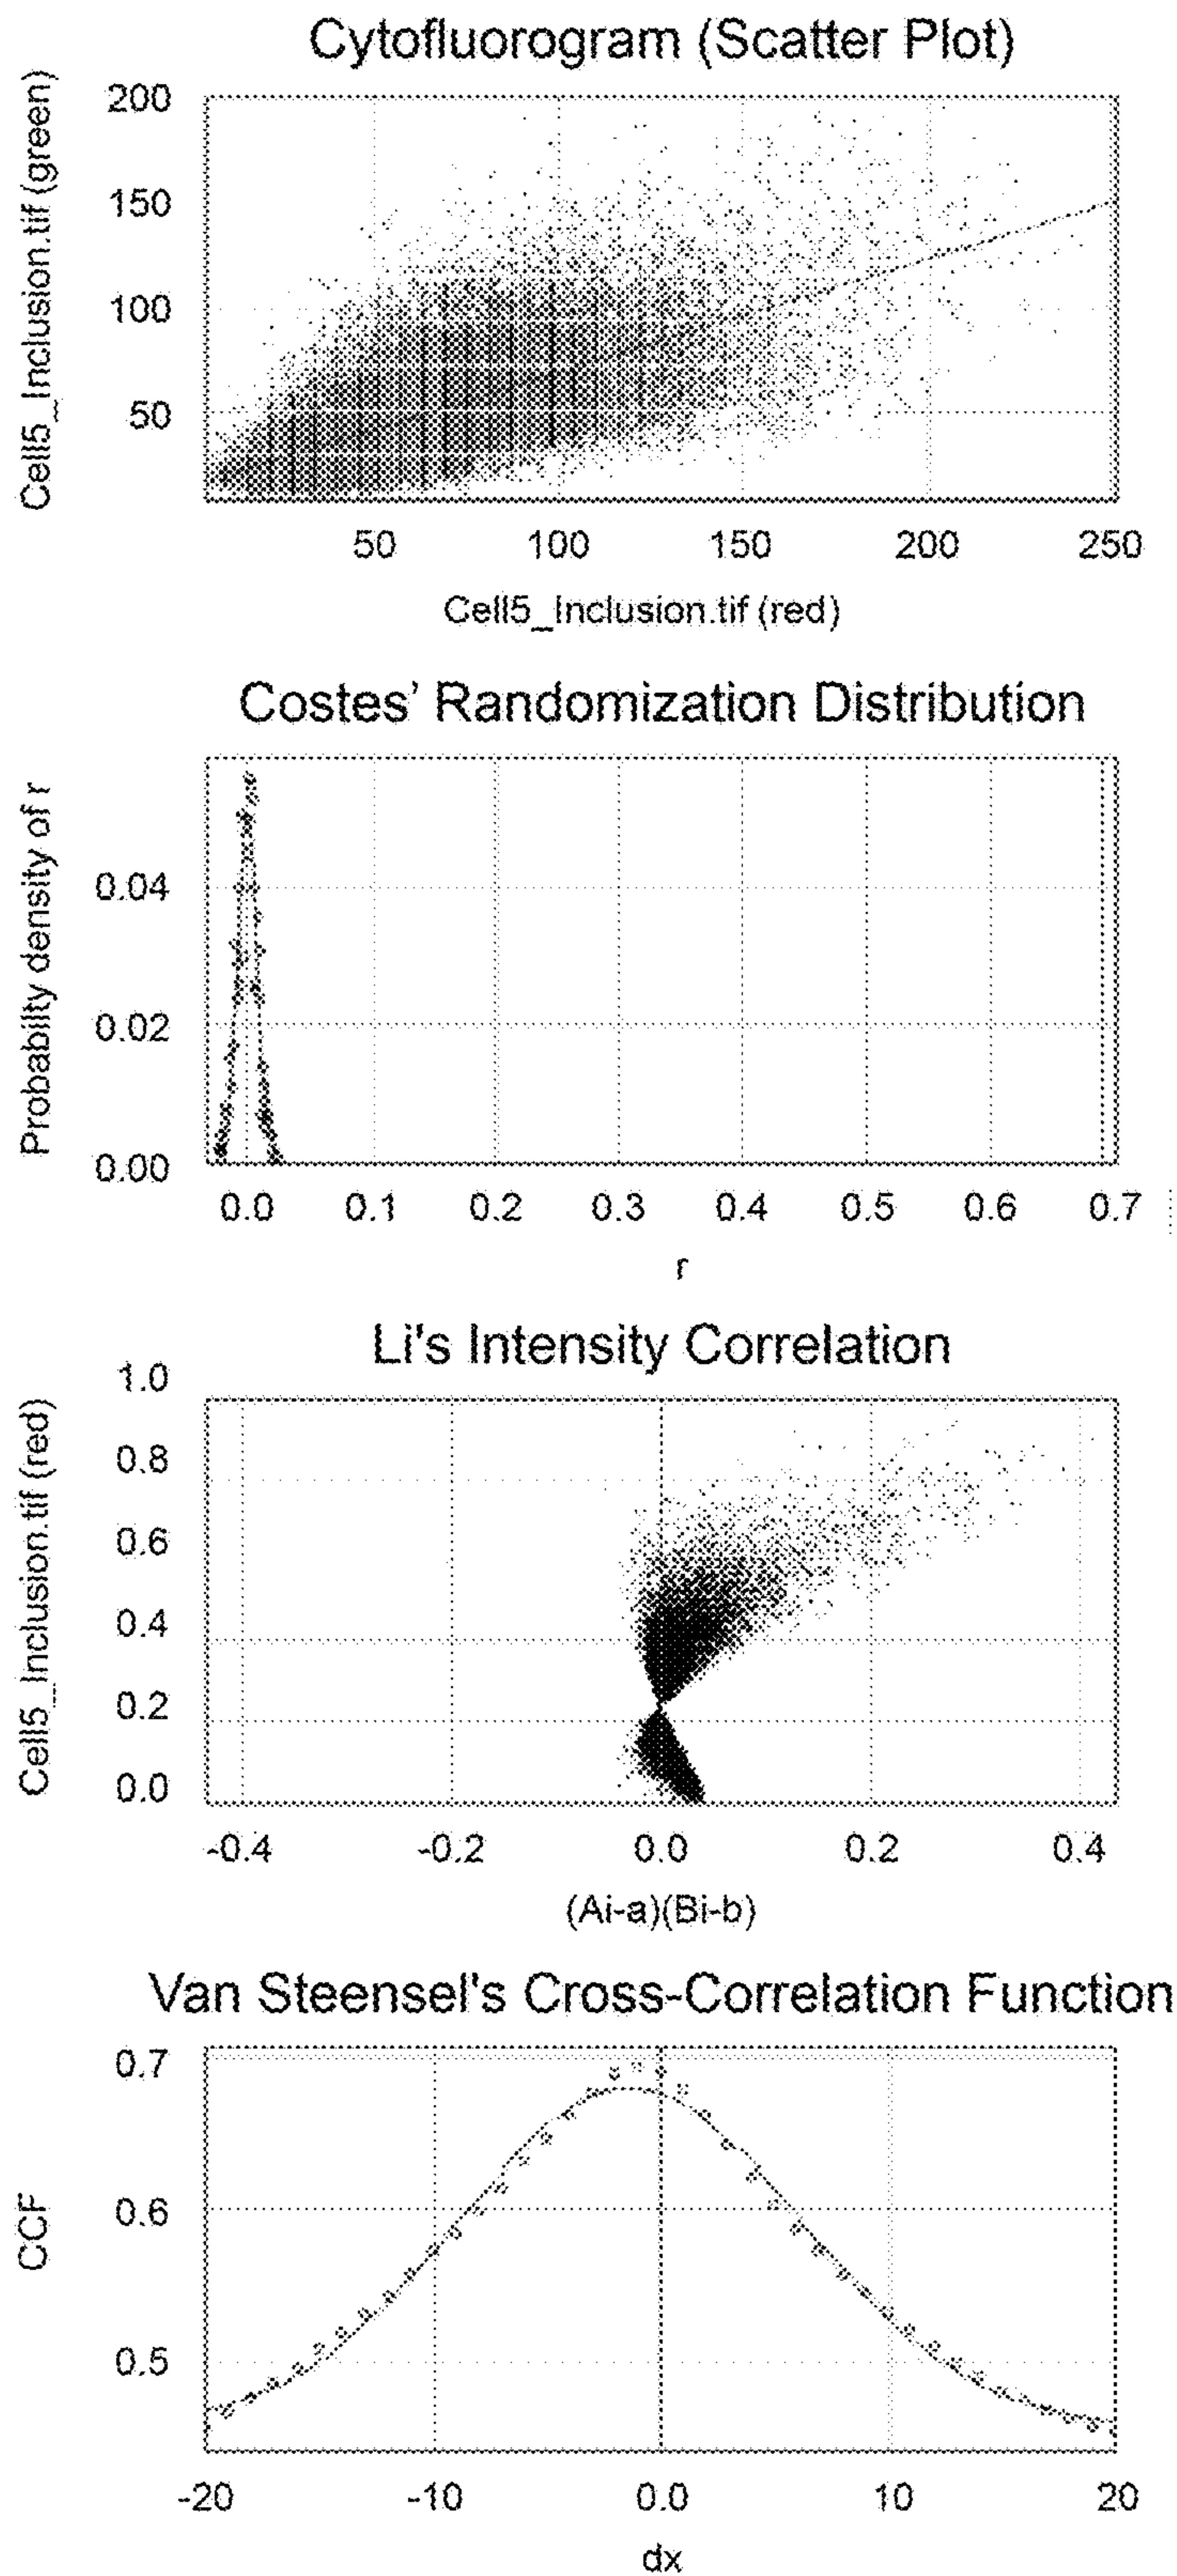 Cytofluorogram (Scatter Plot)
Cell5_Inclusion.tif (green)
200
150
100
50
50 100 150 200 250
Cell5_Inclusion.tif (red)
Costes' Randomization Distribution
Probabilty density of r
0.04
0.02
0.00
0.0 0.1 0.2 0.3 0.4 0.5 0.6 0.7
r
Li's Intensity Correlation
Cell5_Inclusion.tif (red)
1.0
0.8
0.6
0.4
0.2
0.0
-0.4 -0.2 0.0 0.2 0.4
(Ai-a)(Bi-b)
Van Steensel's Cross-Correlation Function
CCF
0.7
0.6
0.5
-20 -10 0.0 10 20
dx